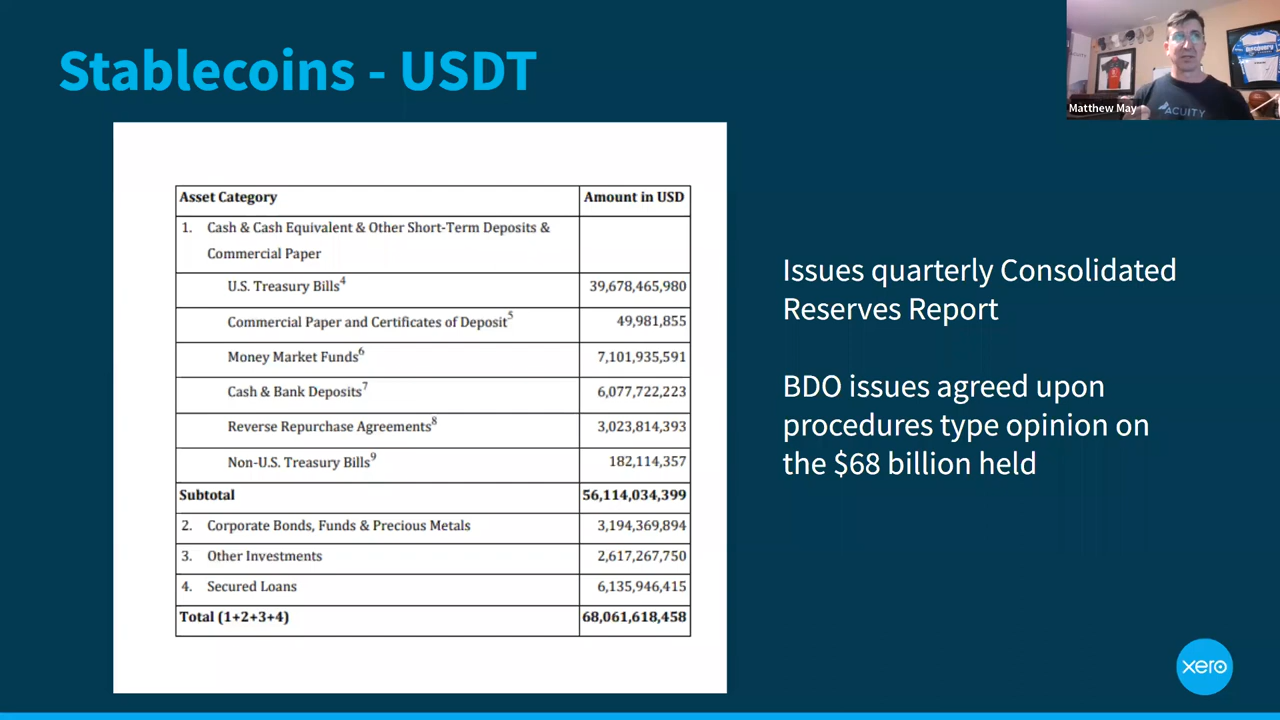 Stablecoins - USDT
Matthew May
ACUITY
Discovery
Asset Category Amount in USD
1. Cash & Cash Equivalent & Other Short-Term Deposits &
Commercial Paper
U.S. Treasury Bills4 39,678,465,980
Commercial Paper and Certificates of Deposit5 49,981,855
Money Market Funds6 7,101,935,591
Cash & Bank Deposits7 6,077,722,223
Reverse Repurchase Agreements8 3,023,814,393
Non-U.S. Treasury Bills9 182,114,357
Subtotal 56,114,034,399
2. Corporate Bonds, Funds & Precious Metals 3,194,369,894
3. Other Investments 2,617,267,750
4. Secured Loans 6,135,946,415
Total (1+2+3+4) 68,061,618,458
Issues quarterly Consolidated
Reserves Report
BDO issues agreed upon
procedures type opinion on
the $68 billion held
xero